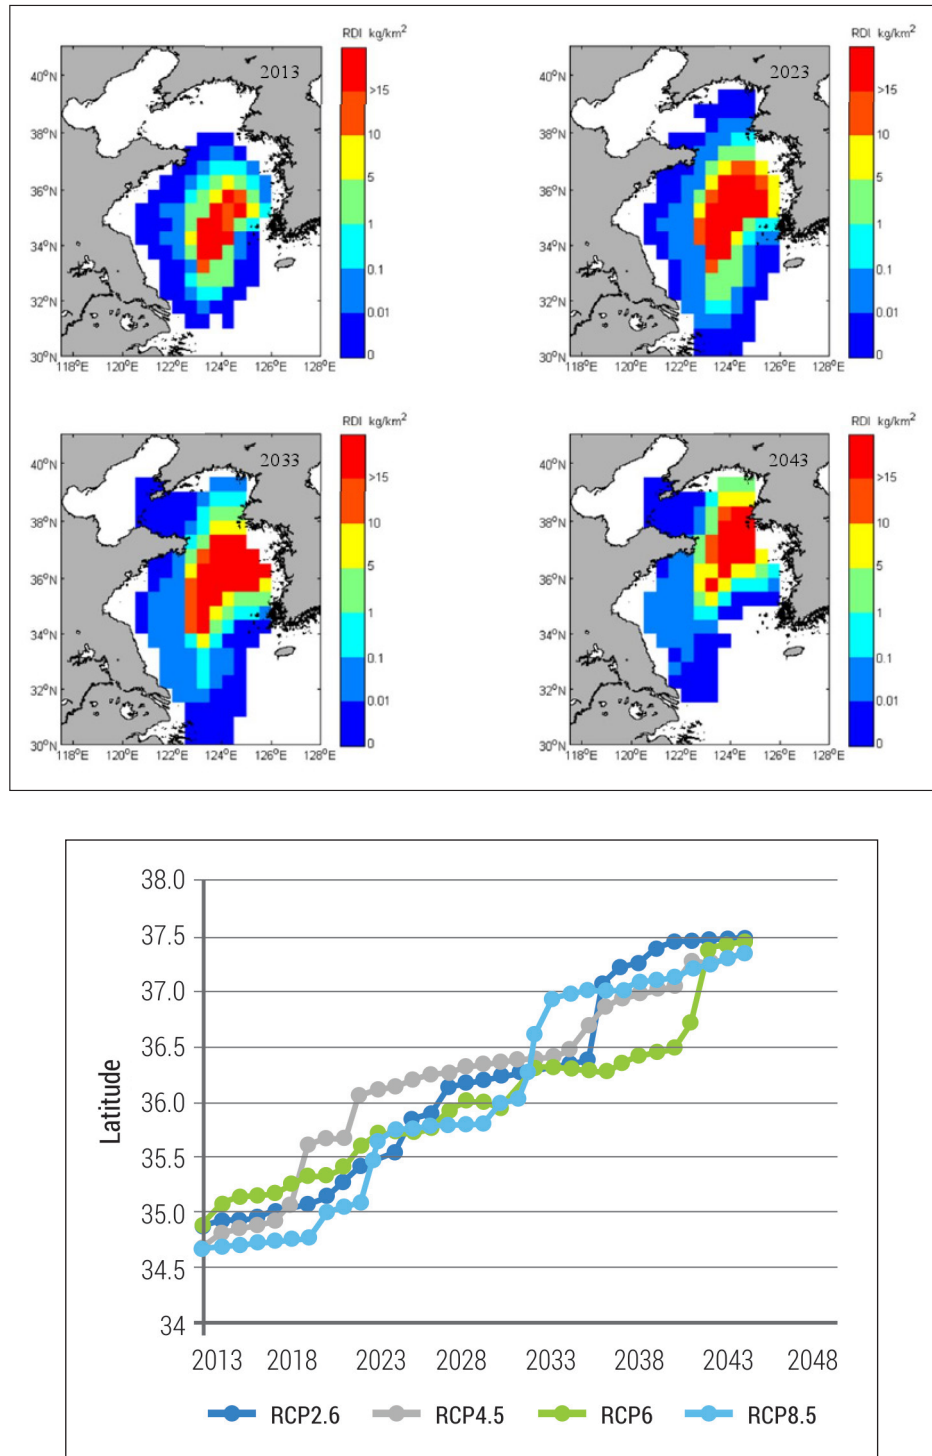 RDI kg/km²
2013
40°N
38°N
36°N
34°N
32°N
30°N
118°E 120°E 122°E 124°E 126°E 128°E
>15
10
5
1
0.1
0.01
0
RDI kg/km²
2023
40°N
38°N
36°N
34°N
32°N
30°N
118°E 120°E 122°E 124°E 126°E 128°E
>15
10
5
1
0.1
0.01
0
RDI kg/km²
2033
40°N
38°N
36°N
34°N
32°N
30°N
118°E 120°E 122°E 124°E 126°E 128°E
>15
10
5
1
0.1
0.01
0
RDI kg/km²
2043
40°N
38°N
36°N
34°N
32°N
30°N
118°E 120°E 122°E 124°E 126°E 128°E
>15
10
5
1
0.1
0.01
0
Latitude
38.0
37.5
37.0
36.5
36.0
35.5
35.0
34.5
34
2013 2018 2023 2028 2033 2038 2043 2048
RCP2.6 RCP4.5 RCP6 RCP8.5